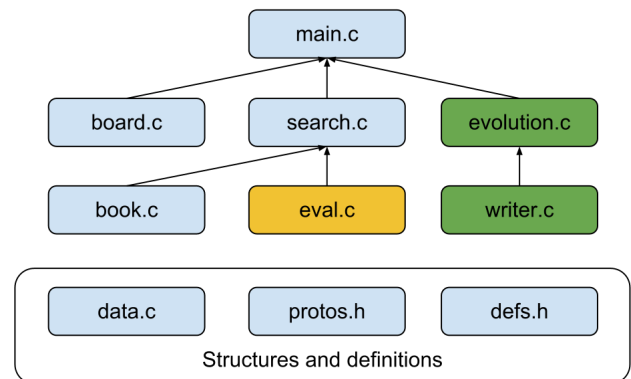 main.c
board.c
search.c
evolution.c
book.c
eval.c
writer.c
data.c
protos.h
defs.h
Structures and definitions